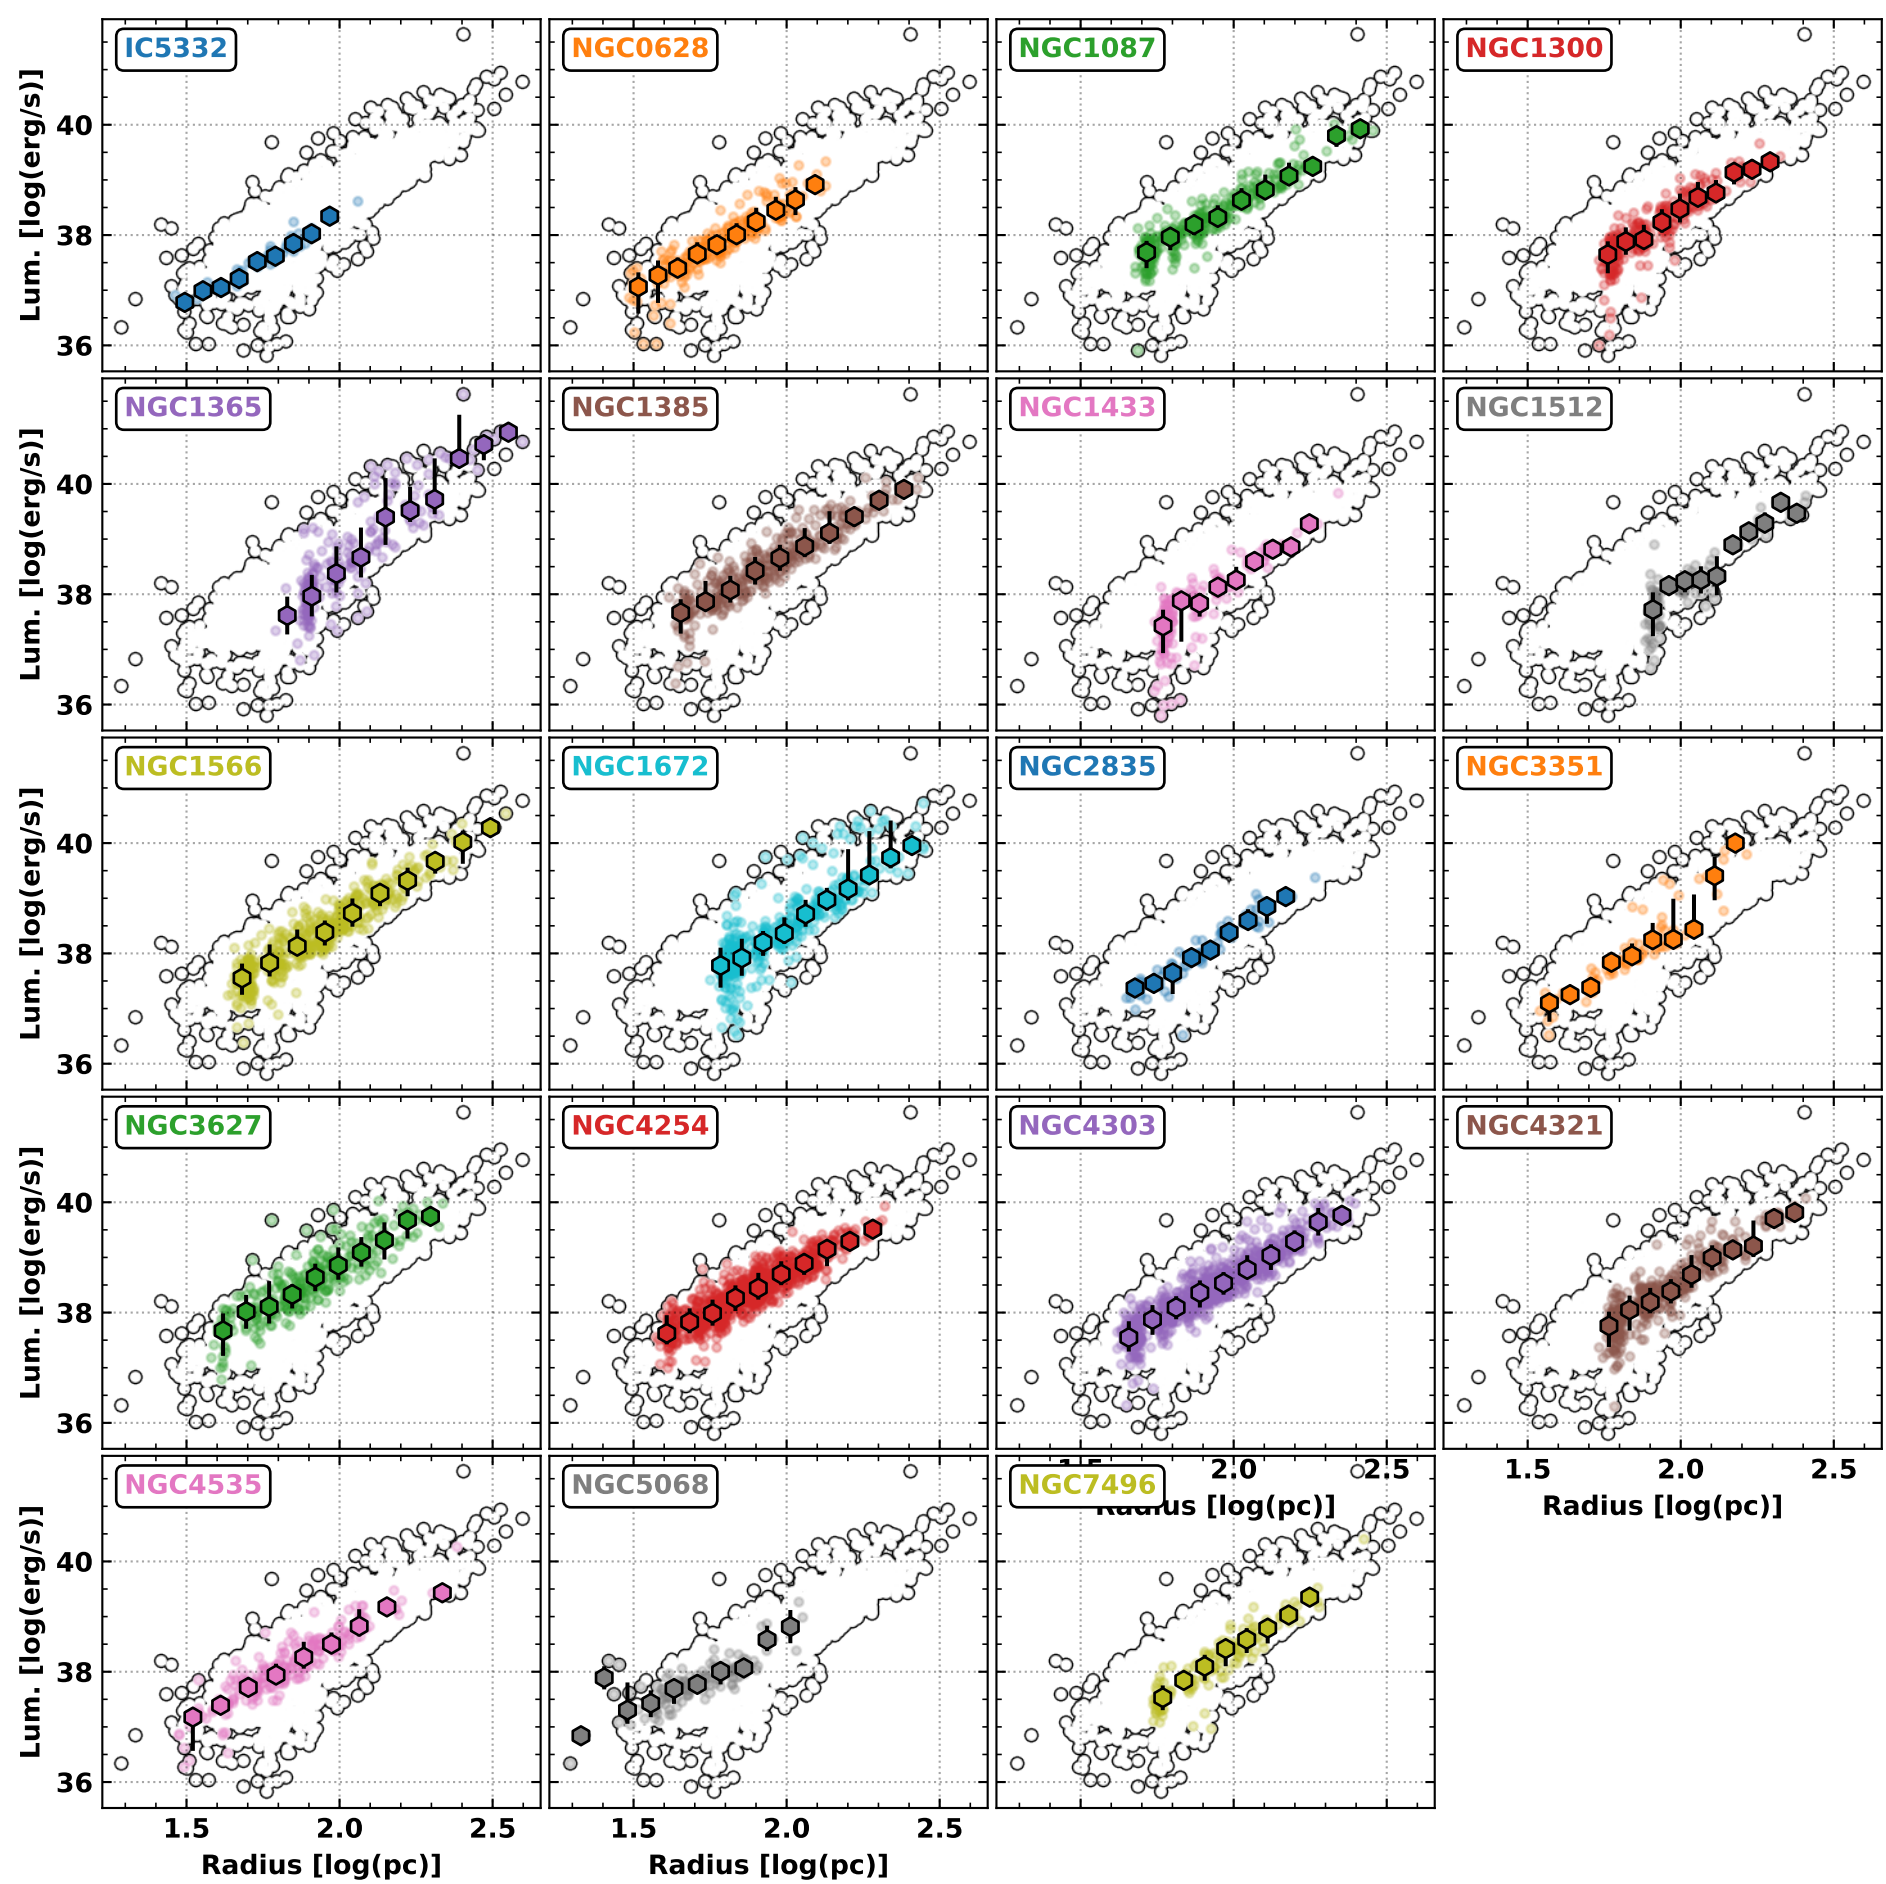 IC5332 NGC0628 NGC1087 NGC1300
Lum. [log(erg/s)]
40
38
36
NGC1365 NGC1385 NGC1433 NGC1512
Lum. [log(erg/s)]
40
38
36
NGC1566 NGC1672 NGC2835 NGC3351
Lum. [log(erg/s)]
40
38
36
NGC3627 NGC4254 NGC4303 NGC4321
Lum. [log(erg/s)]
40
38
36
2.0 2.5 1.5 2.0 2.5
Radius [log(pc)] Radius [log(pc)]
NGC4535 NGC5068 NGC7496
Lum. [log(erg/s)]
40
38
36
1.5 2.0 2.5 1.5 2.0 2.5
Radius [log(pc)] Radius [log(pc)]